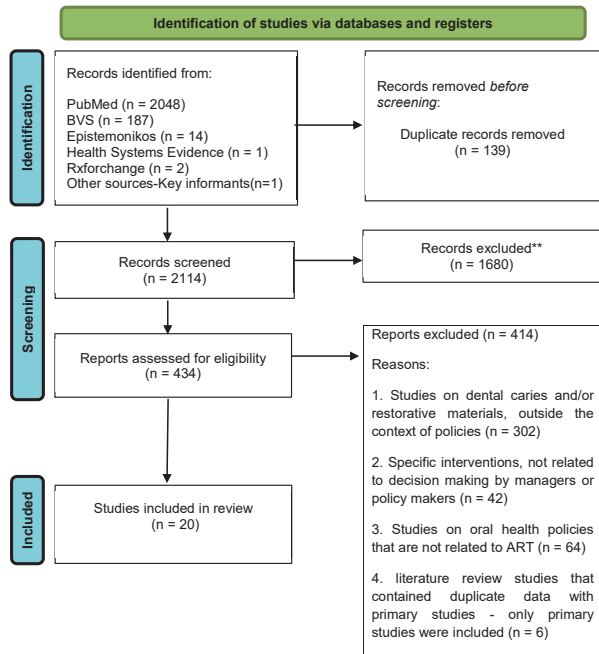 Identification of studies via databases and registers
Identification
Records identified from:
PubMed (n = 2048)
BVS (n = 187)
Epistemonikos (n = 14)
Health Systems Evidence (n = 1)
Rxforchange (n = 2)
Other sources-Key informants(n=1)
Records removed before
screening:
Duplicate records removed
(n = 139)
Screening
Records screened
(n = 2114)
Records excluded**
(n = 1680)
Reports assessed for eligibility
(n = 434)
Reports excluded (n = 414)
Reasons:
1. Studies on dental caries and/or
restorative materials, outside the
context of policies (n = 302)
2. Specific interventions, not related
to decision making by managers or
policy makers (n = 42)
3. Studies on oral health policies
that are not related to ART (n = 64)
4. literature review studies that
contained duplicate data with
primary studies - only primary
studies were included (n = 6)
Included
Studies included in review
(n = 20)